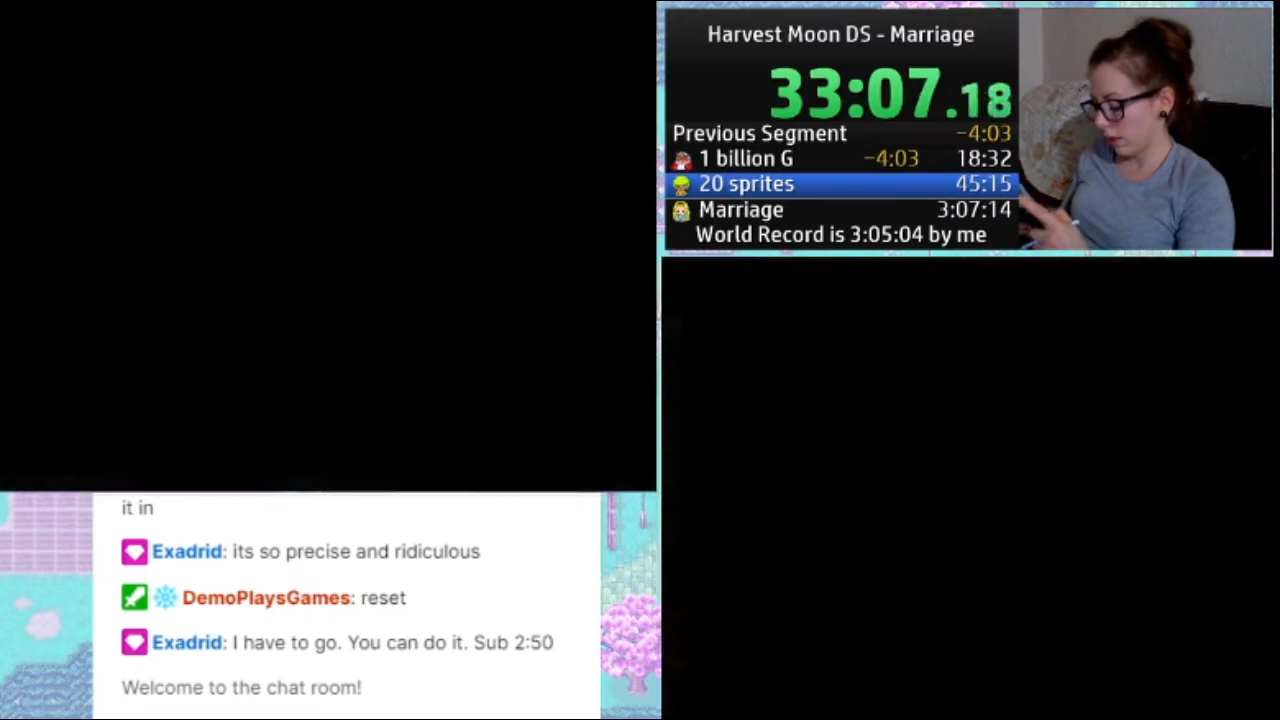 Harvest Moon DS - Marriage
33:07.18
Previous Segment -4:03
1 billion G -4:03 18:32
20 sprites 45:15
Marriage 3:07:14
World Record is 3:05:04 by me
it in
Exadrid: its so precise and ridiculous
DemoPlaysGames: reset
Exadrid: I have to go. You can do it. Sub 2:50
Welcome to the chat room!